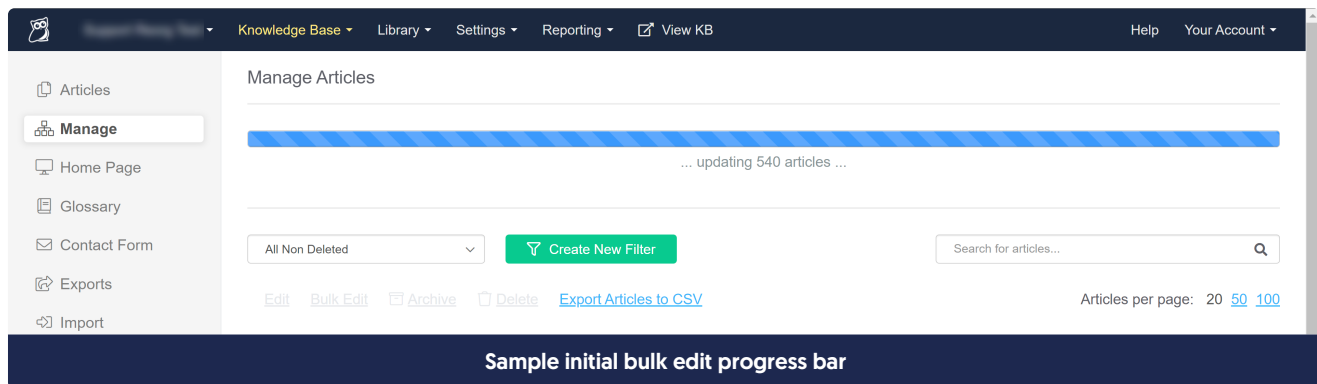 Knowledge Base Library Settings Reporting View KB Help Your Account
Articles
Manage
Home Page
Glossary
Contact Form
Exports
Import
Manage Articles
... updating 540 articles ...
All Non Deleted Create New Filter Search for articles...
Edit Bulk Edit Archive Delete Export Articles to CSV Articles per page: 20 50 100
Sample initial bulk edit progress bar